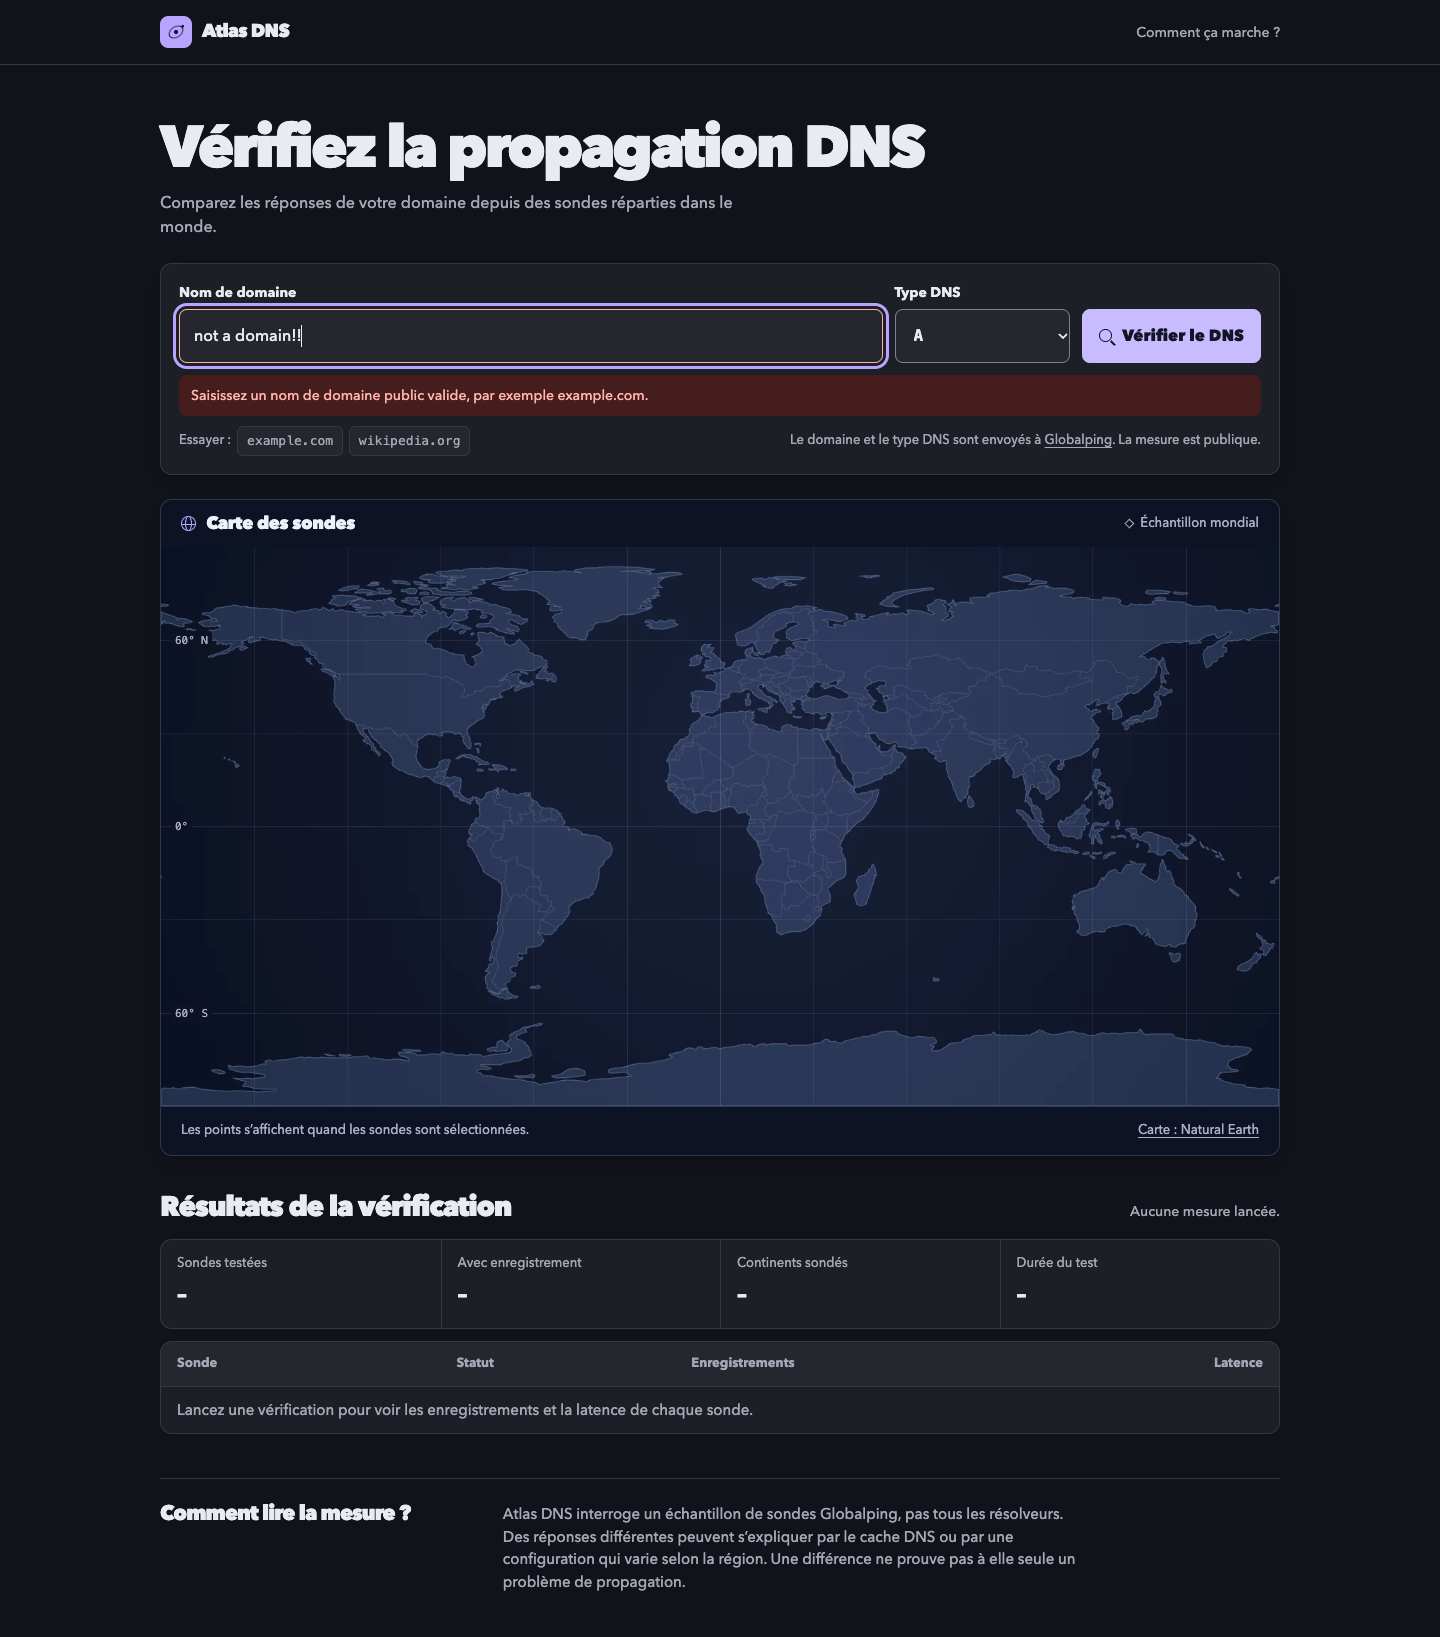 Atlas DNS
Comment ça marche ?
Vérifiez la propagation DNS
Comparez les réponses de votre domaine depuis des sondes réparties dans le
monde.
Nom de domaine
Type DNS
not a domain!!
A
Vérifier le DNS
Saisissez un nom de domaine public valide, par exemple example.com.
Essayer : example.com wikipedia.org
Le domaine et le type DNS sont envoyés à Globalping. La mesure est publique.
Carte des sondes
◇ Échantillon mondial
60° N
0°
60° S
Les points s’affichent quand les sondes sont sélectionnées.
Carte : Natural Earth
Résultats de la vérification
Aucune mesure lancée.
Sondes testées
–
Avec enregistrement
–
Continents sondés
–
Durée du test
–
Sonde Statut Enregistrements Latence
Lancez une vérification pour voir les enregistrements et la latence de chaque sonde.
Comment lire la mesure ?
Atlas DNS interroge un échantillon de sondes Globalping, pas tous les résolveurs.
Des réponses différentes peuvent s’expliquer par le cache DNS ou par une
configuration qui varie selon la région. Une différence ne prouve pas à elle seule un
problème de propagation.